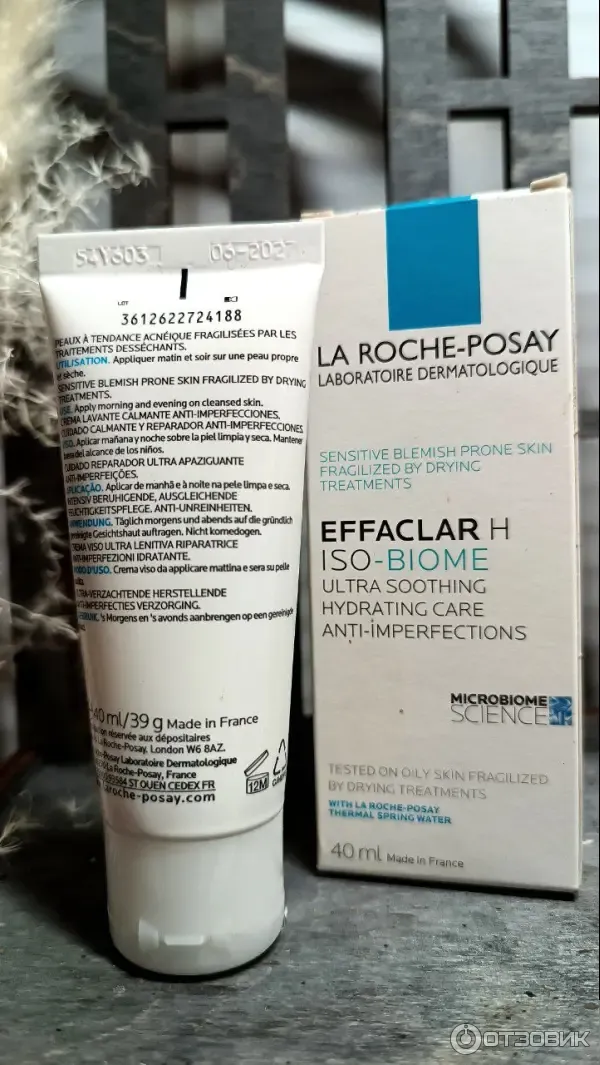 54Y603 06-202
LOT
3612622724188
PEAUX À TENDANCE ACNÉIQUE FRAGILISÉES PAR LES
TRAITEMENTS DESSÉCHANTS.
UTILISATION. Appliquer matin et soir sur une peau propre
et sèche.
SENSITIVE BLEMISH PRONE SKIN FRAGILIZED BY DRYING
TREATMENTS.
USE. Apply morning and evening on cleansed skin.
CREMA LAVANTE CALMANTE ANTI-IMPERFECCIONES.
CUIDADO CALMANTE Y REPARADOR ANTI-IMPERFECCIONES
USO. Aplicar mañana y noche sobre la piel limpia y seca. Mantener
fuera del alcance de los niños.
CUIDADO REPARADOR ULTRA APAZIGUANTE
ANTI-IMPERFEIÇÕES.
APLICAÇÃO. Aplicar de manhã e à noite na pele limpa e seca.
INTENSIV BERUHIGENDE, AUSGLEICHENDE
FEUCHTIGKEITSPFLEGE, ANTI-UNREINHEITEN.
ANWENDUNG. Täglich morgens und abends auf die gründlich
gereinigte Gesichtshaut auftragen. Nicht komedogen.
CREMA VISO ULTRA LENITIVA RIPARATRICE
ANTI-IMPERFEZIONI IDRATANTE.
MODO D'USO. Crema viso da applicare mattina e sera su pelle
ULTRA-VERZACHTENDE HERSTELLENDE
ANTI-IMPERFECTIES VERZORGING.
GEBRUIK. 's Morgens en 's avonds aanbrengen op een gereinigde
40 ml/39 g Made in France
réservée aux dépositaires
La Roche-Posay, London W6 8AZ.
La Roche-Posay Laboratoire Dermatologique
La Roche-Posay, France
93584 ST OUEN CEDEX FR
laroche-posay.com
12M
LA ROCHE-POSAY
LABORATOIRE DERMATOLOGIQUE
SENSITIVE BLEMISH PRONE SKIN
FRAGILIZED BY DRYING
TREATMENTS
EFFACLAR H
ISO-BIOME
ULTRA SOOTHING
HYDRATING CARE
ANTI-IMPERFECTIONS
MICROBIOME
SCIENCE
TESTED ON OILY SKIN FRAGILIZED
BY DRYING TREATMENTS
WITH LA ROCHE-POSAY
THERMAL SPRING WATER
40 ml Made in France
ОТЗОВИК